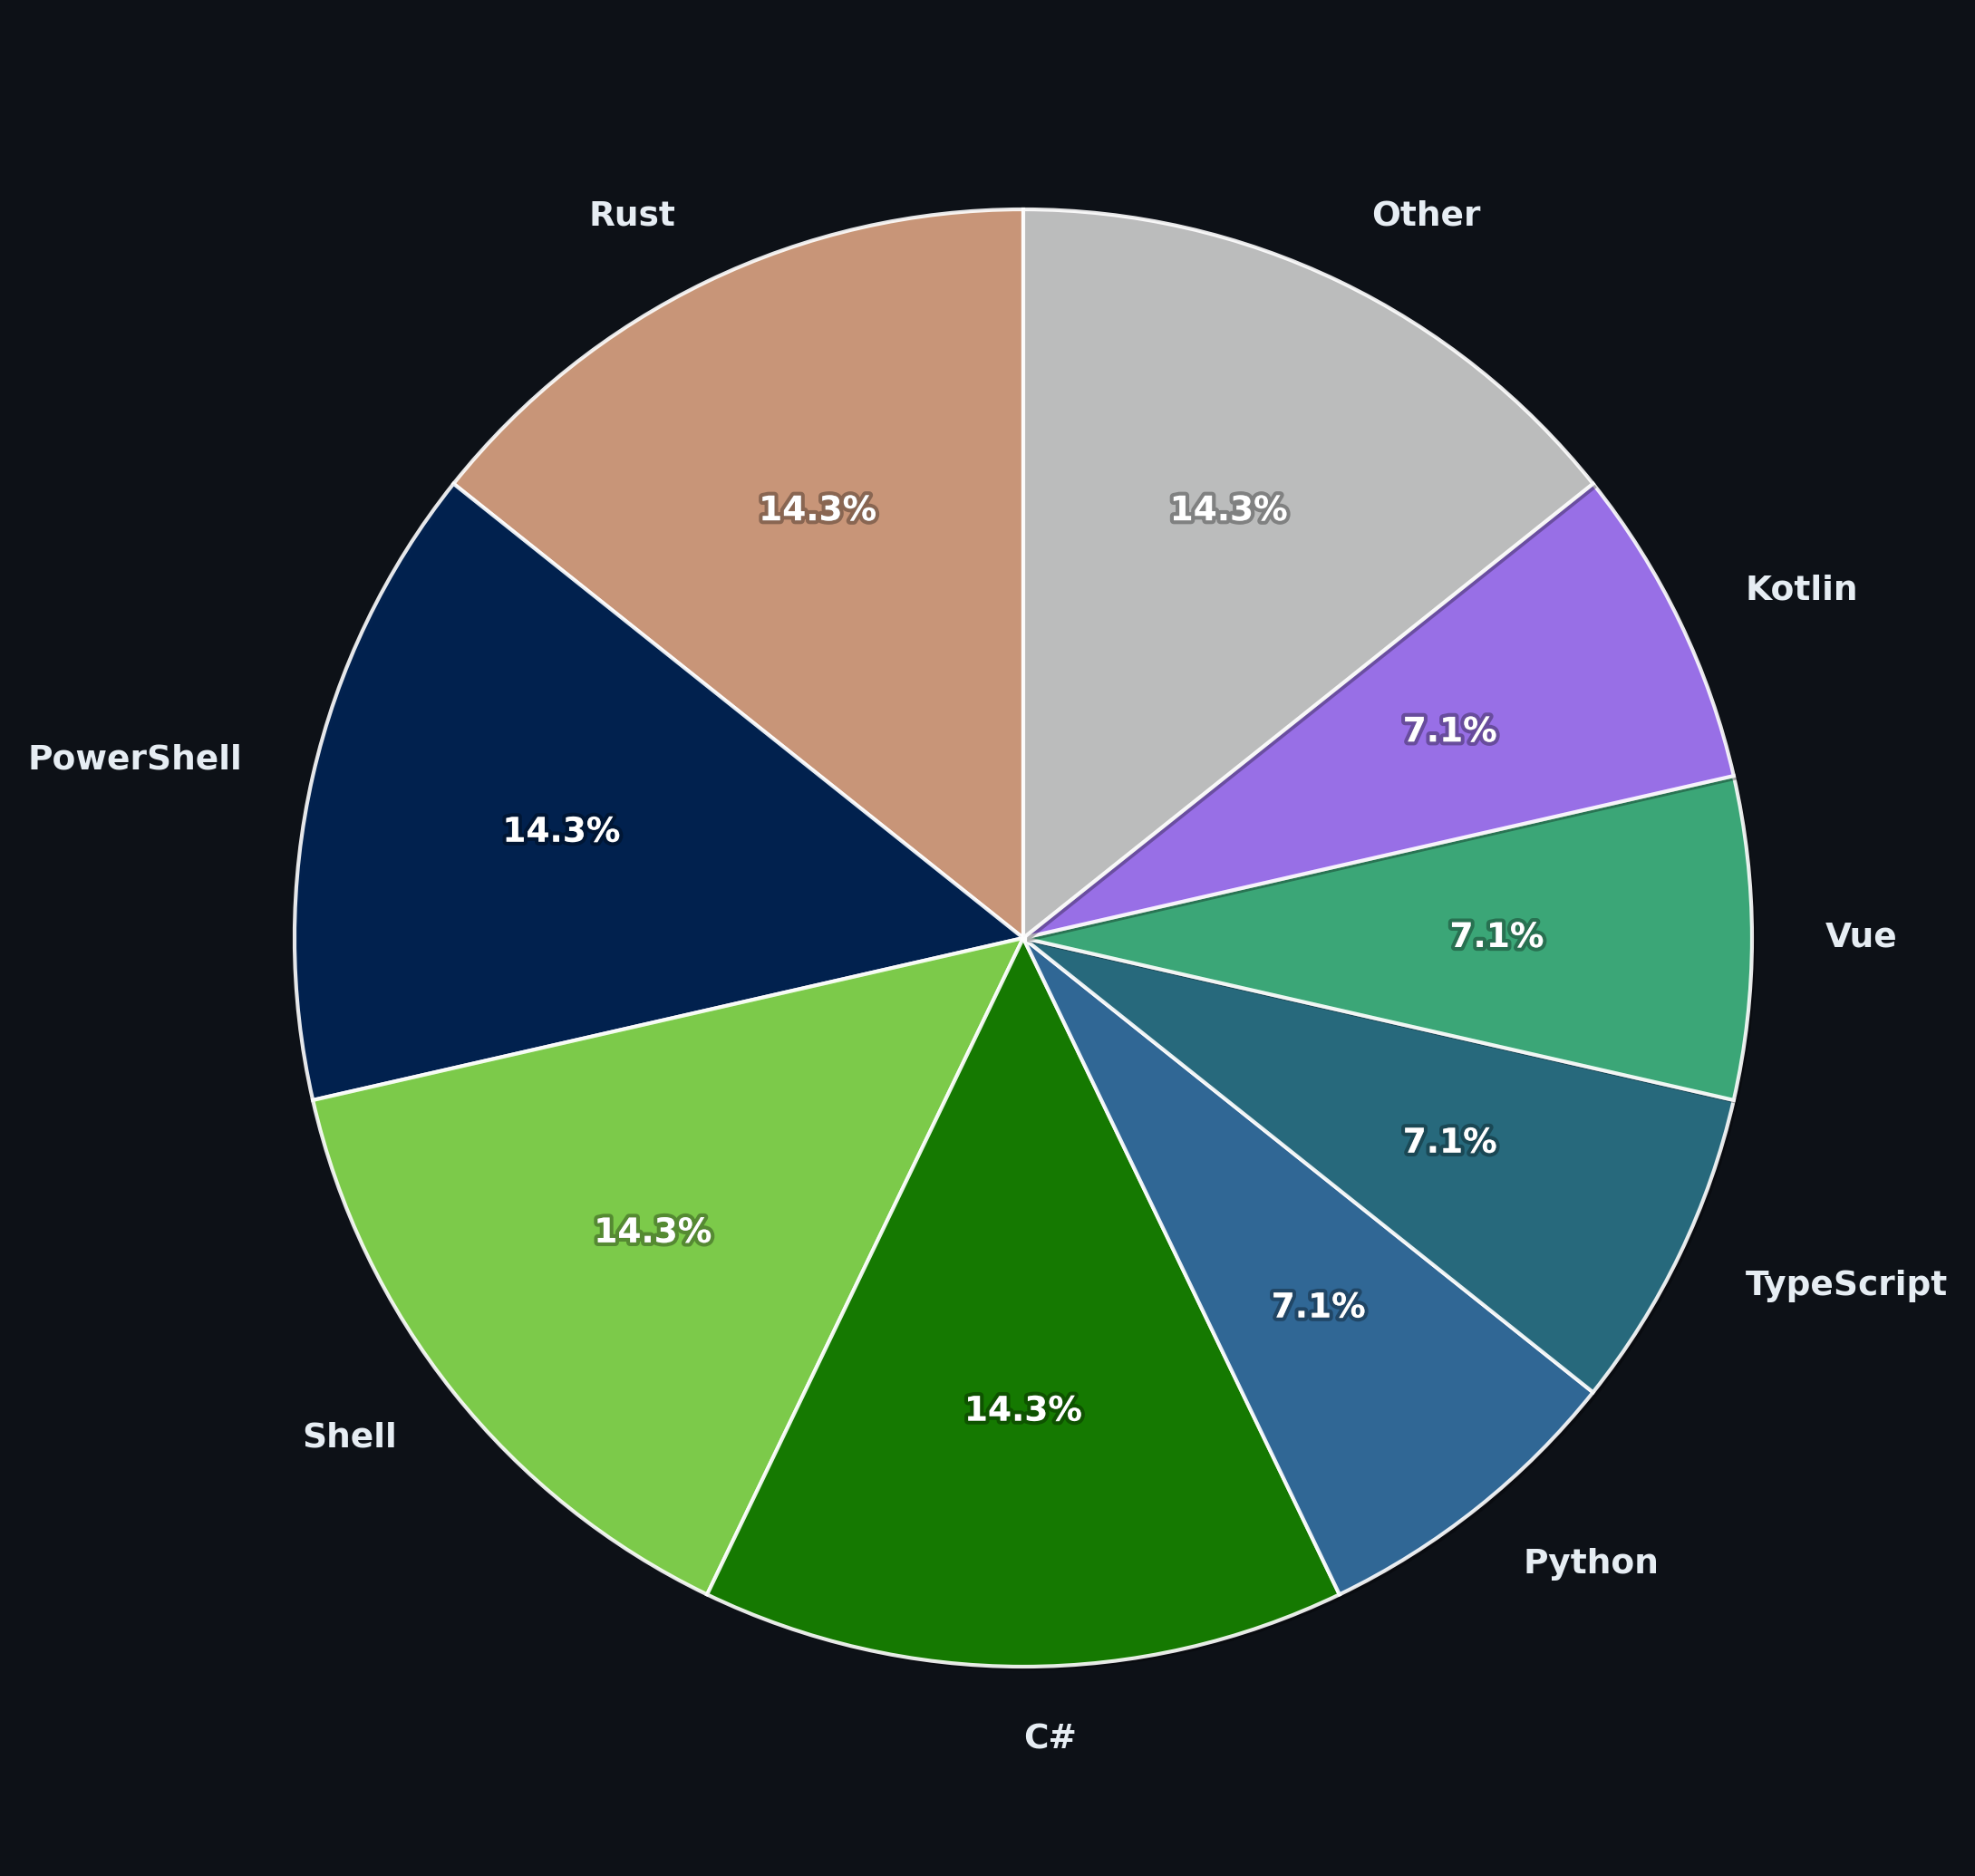 Rust
Other
14.3%
14.3%
Kotlin
7.1%
PowerShell
14.3%
7.1%
Vue
7.1%
14.3%
TypeScript
7.1%
14.3%
Shell
Python
C#